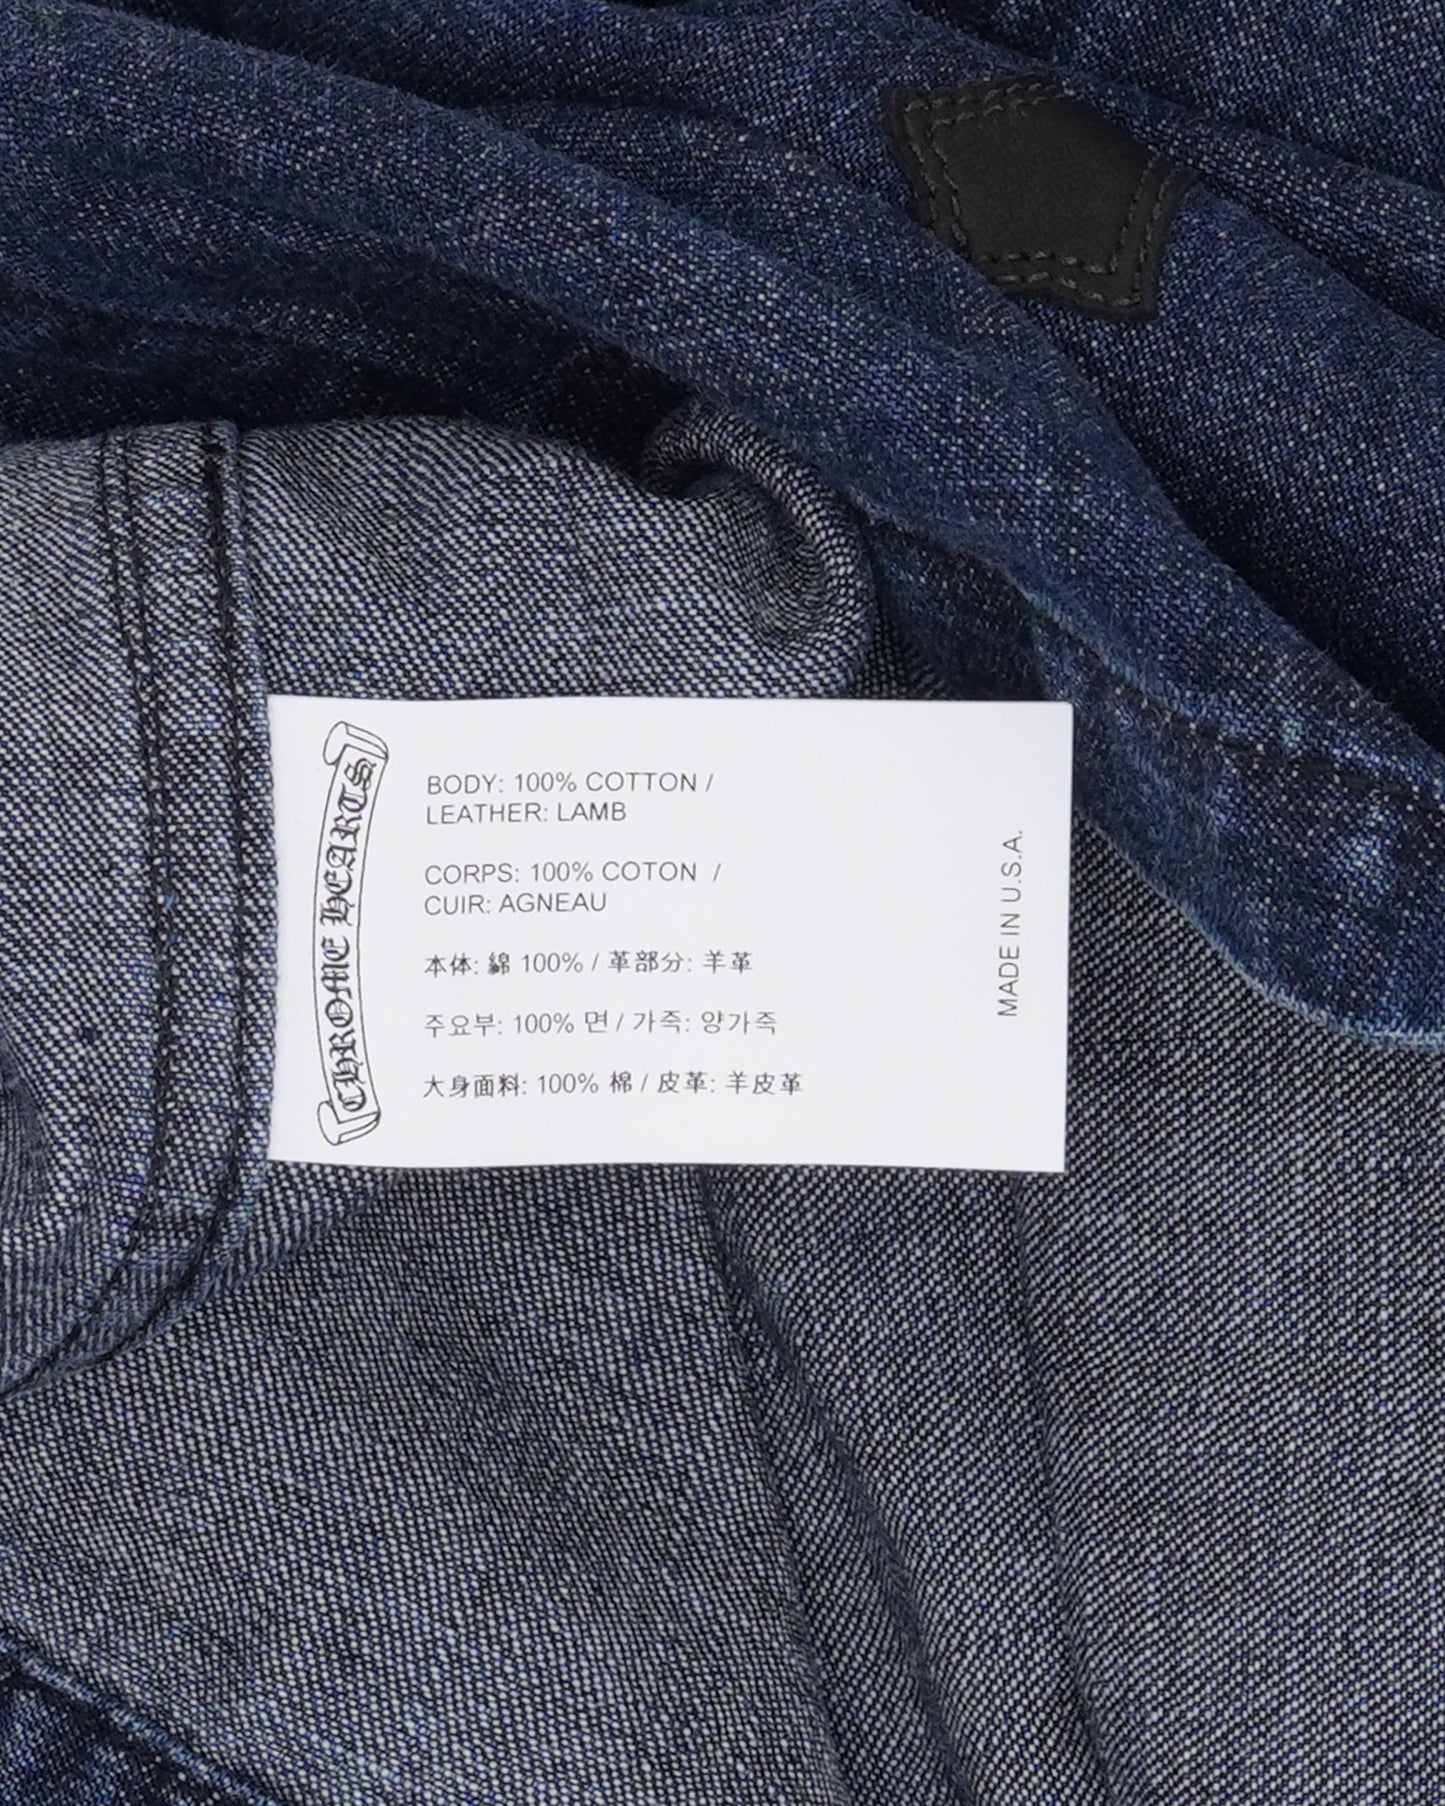 CHROME HEARTS
BODY: 100% COTTON /
LEATHER: LAMB
CORPS: 100% COTON /
CUIR: AGNEAU
本体: 綿 100% / 革部分: 羊革
주요부: 100% 면 / 가죽: 양가죽
大身面料: 100% 棉 / 皮革: 羊皮革
MADE IN U.S.A.